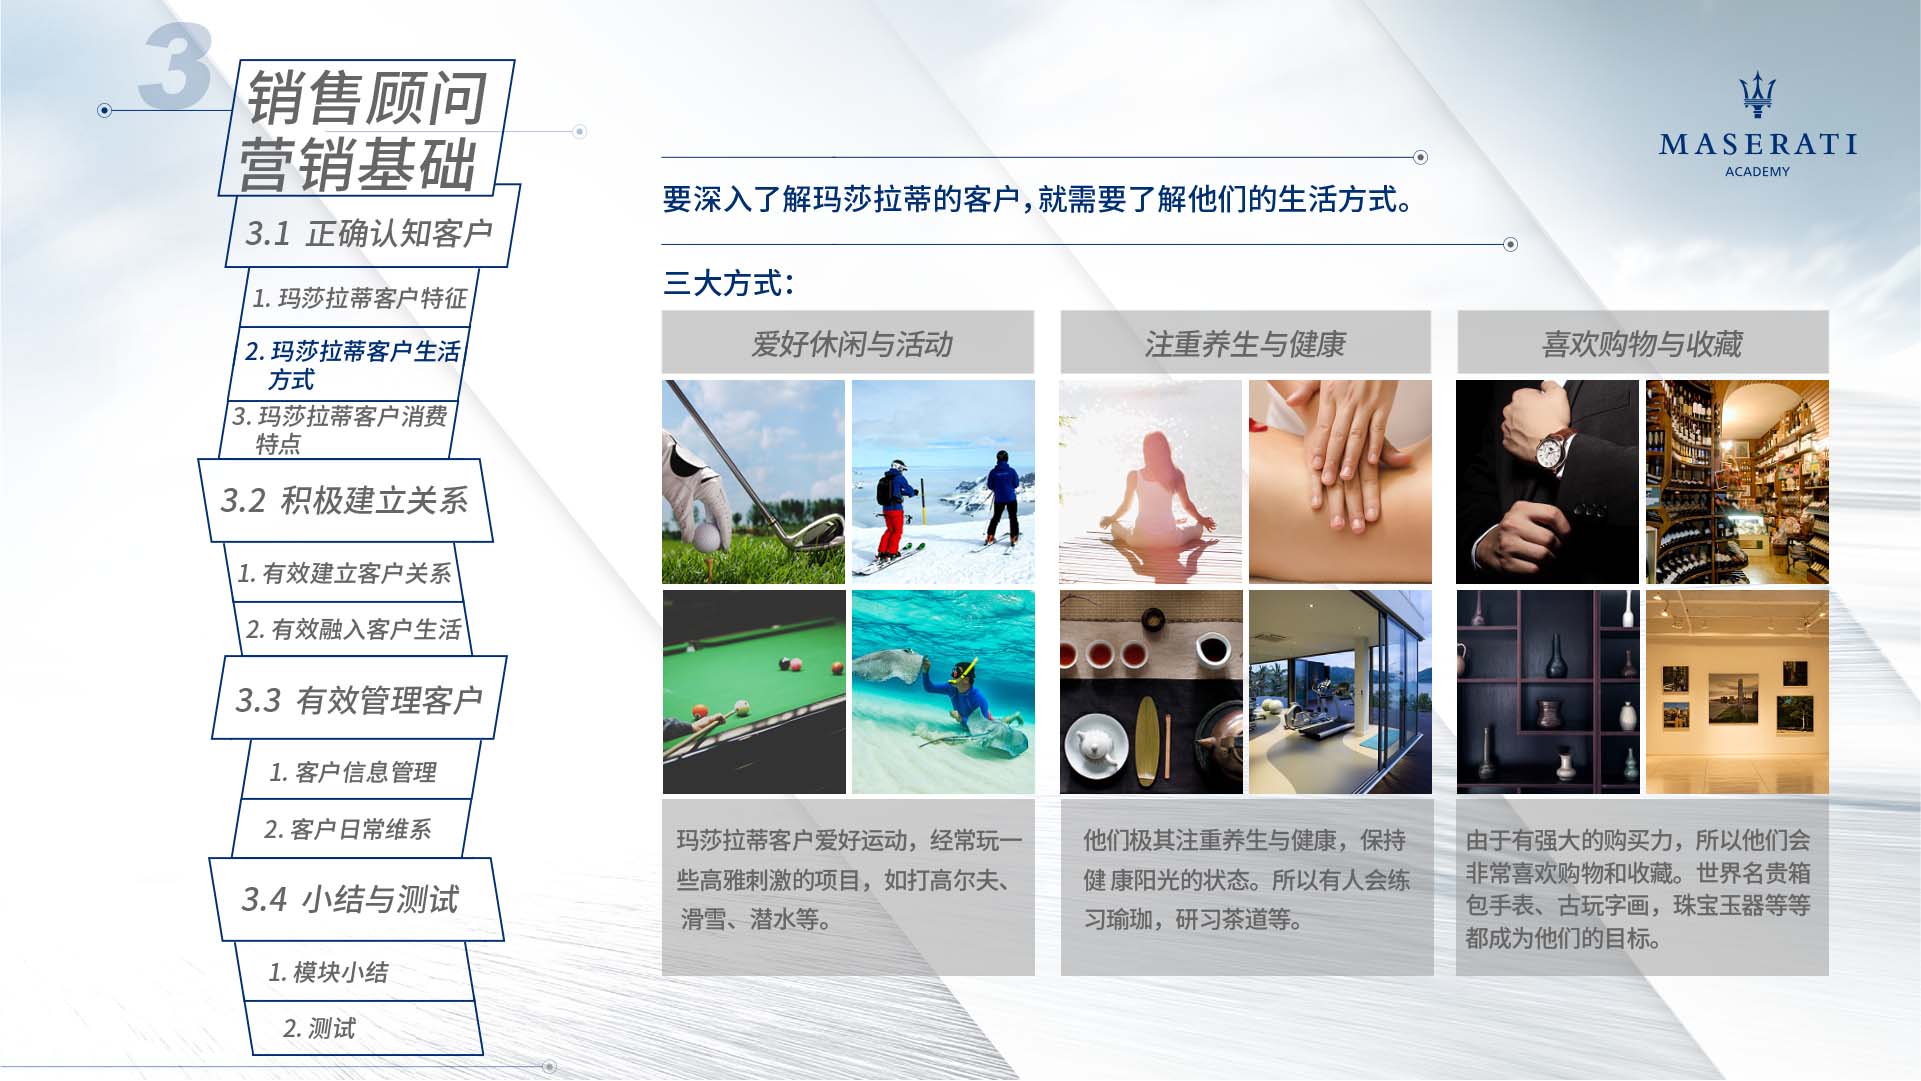 3
销售顾问
营销基础
3.1 正确认知客户
1. 玛莎拉蒂客户特征
2. 玛莎拉蒂客户生活
方式
3. 玛莎拉蒂客户消费
特点
3.2 积极建立关系
1. 有效建立客户关系
2. 有效融入客户生活
3.3 有效管理客户
1. 客户信息管理
2. 客户日常维系
3.4 小结与测试
1. 模块小结
2. 测试
MASERATI
ACADEMY
要深入了解玛莎拉蒂的客户，就需要了解他们的生活方式。
三大方式：
爱好休闲与活动
玛莎拉蒂客户爱好运动，经常玩一
些高雅刺激的项目，如打高尔夫、
滑雪、潜水等。
注重养生与健康
他们极其注重养生与健康，保持
健 康阳光的状态。所以有人会练
习瑜珈，研习茶道等。
喜欢购物与收藏
由于有强大的购买力，所以他们会
非常喜欢购物和收藏。世界名贵箱
包手表、古玩字画，珠宝玉器等等
都成为他们的目标。